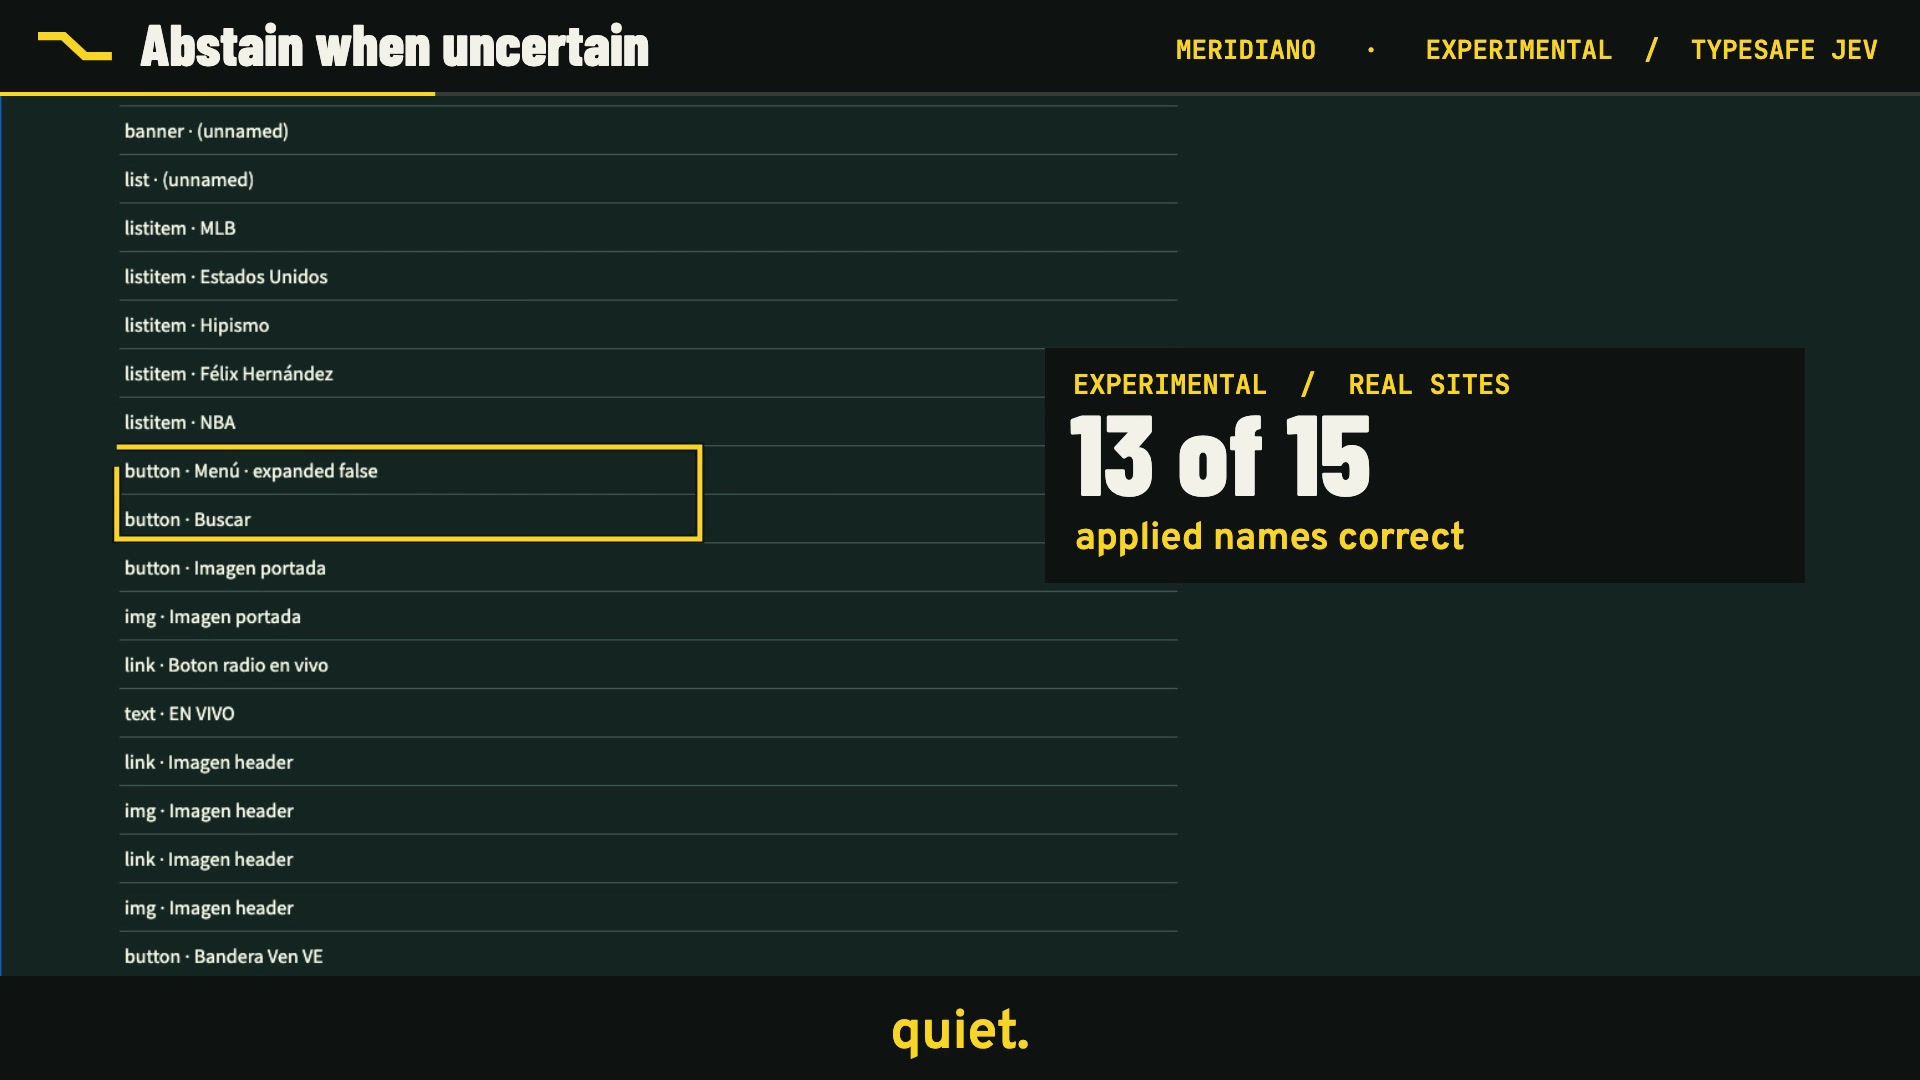 Abstain when uncertain
MERIDIANO · EXPERIMENTAL / TYPESAFE JEV
banner · (unnamed)
list · (unnamed)
listitem · MLB
listitem · Estados Unidos
listitem · Hipismo
listitem · Félix Hernández
listitem · NBA
button · Menú · expanded false
button · Buscar
button · Imagen portada
img · Imagen portada
link · Boton radio en vivo
text · EN VIVO
link · Imagen header
img · Imagen header
link · Imagen header
img · Imagen header
button · Bandera Ven VE
EXPERIMENTAL / REAL SITES
13 of 15
applied names correct
quiet.